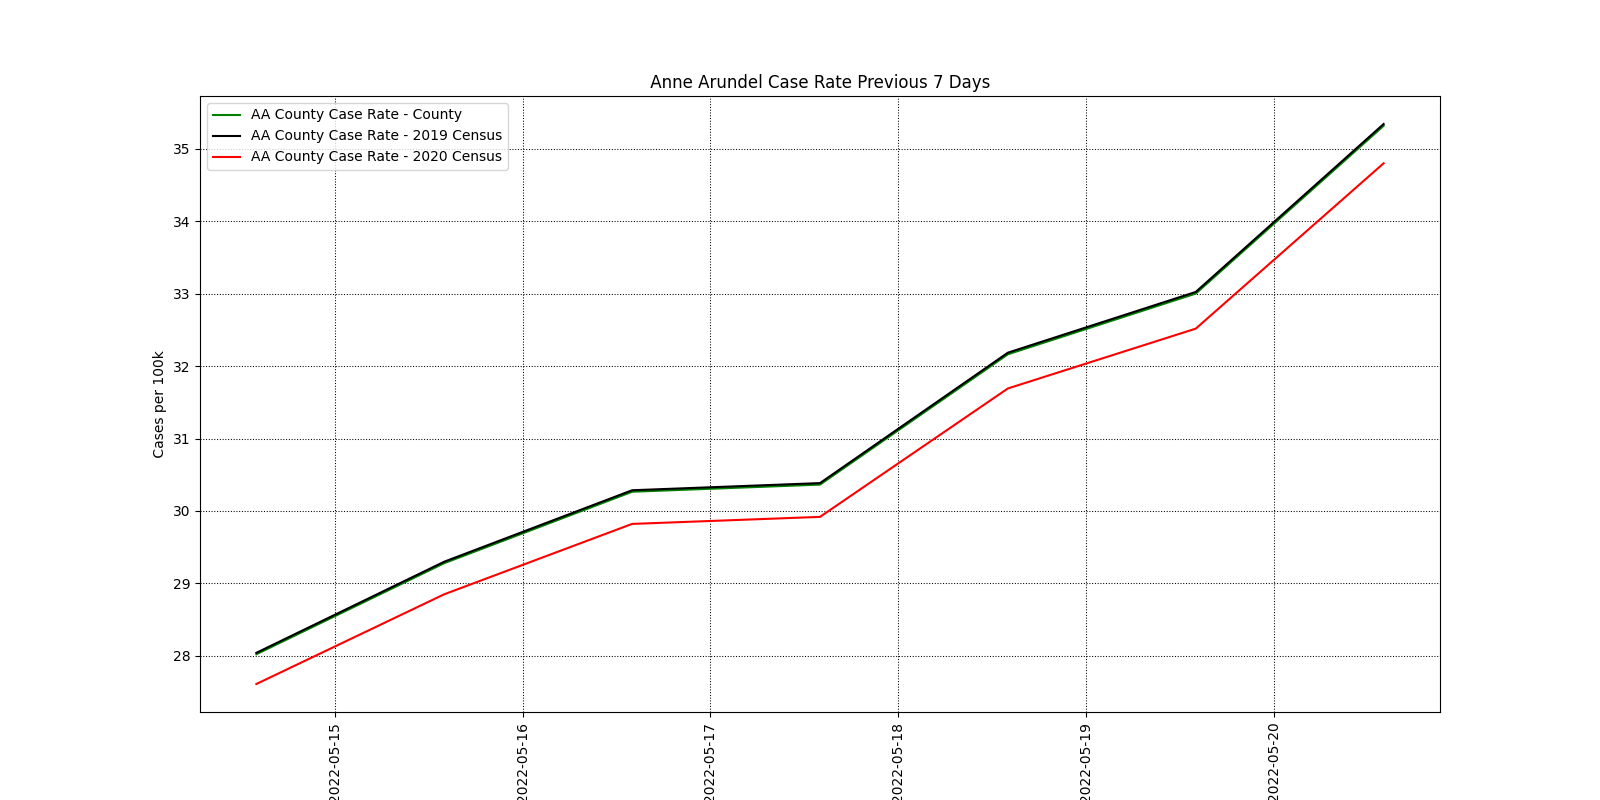 Anne Arundel Case Rate Previous 7 Days
AA County Case Rate - County
AA County Case Rate - 2019 Census
AA County Case Rate - 2020 Census
35
34
33
32
31
30
29
28
Cases per 100k
2022-05-15
2022-05-16
2022-05-17
2022-05-18
2022-05-19
2022-05-20